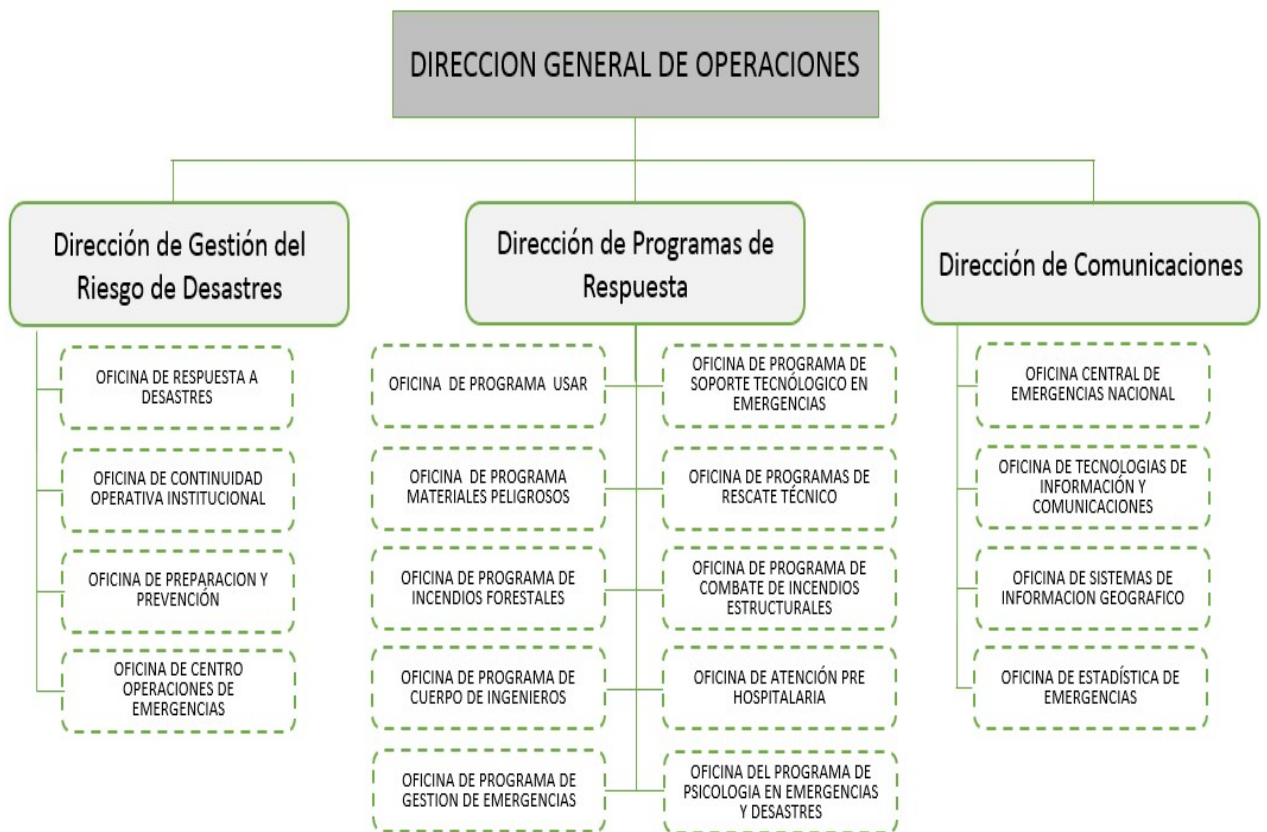 DIRECCION GENERAL DE OPERACIONES
Dirección de Gestión del
Riesgo de Desastres
OFICINA DE RESPUESTA A
DESASTRES
OFICINA DE CONTINUIDAD
OPERATIVA INSTITUCIONAL
OFICINA DE PREPARACION Y
PREVENCIÓN
OFICINA DE CENTRO
OPERACIONES DE
EMERGENCIAS
Dirección de Programas de
Respuesta
OFICINA DE PROGRAMA USAR
OFICINA DE PROGRAMA
MATERIALES PELIGROSOS
OFICINA DE PROGRAMA DE
INCENDIOS FORESTALES
OFICINA DE PROGRAMA DE
CUERPO DE INGENIEROS
OFICINA DE PROGRAMA DE
GESTION DE EMERGENCIAS
OFICINA DE PROGRAMA DE
SOPORTE TECNÓLOGICO EN
EMERGENCIAS
OFICINA DE PROGRAMAS DE
RESCATE TÉCNICO
OFICINA DE PROGRAMA DE
COMBATE DE INCENDIOS
ESTRUCTURALES
OFICINA DE ATENCIÓN PRE
HOSPITALARIA
OFICINA DEL PROGRAMA DE
PSICOLOGIA EN EMERGENCIAS
Y DESASTRES
Dirección de Comunicaciones
OFICINA CENTRAL DE
EMERGENCIAS NACIONAL
OFICINA DE TECNOLOGIAS DE
INFORMACIÓN Y
COMUNICACIONES
OFICINA DE SISTEMAS DE
INFORMACION GEOGRAFICO
OFICINA DE ESTADÍSTICA DE
EMERGENCIAS